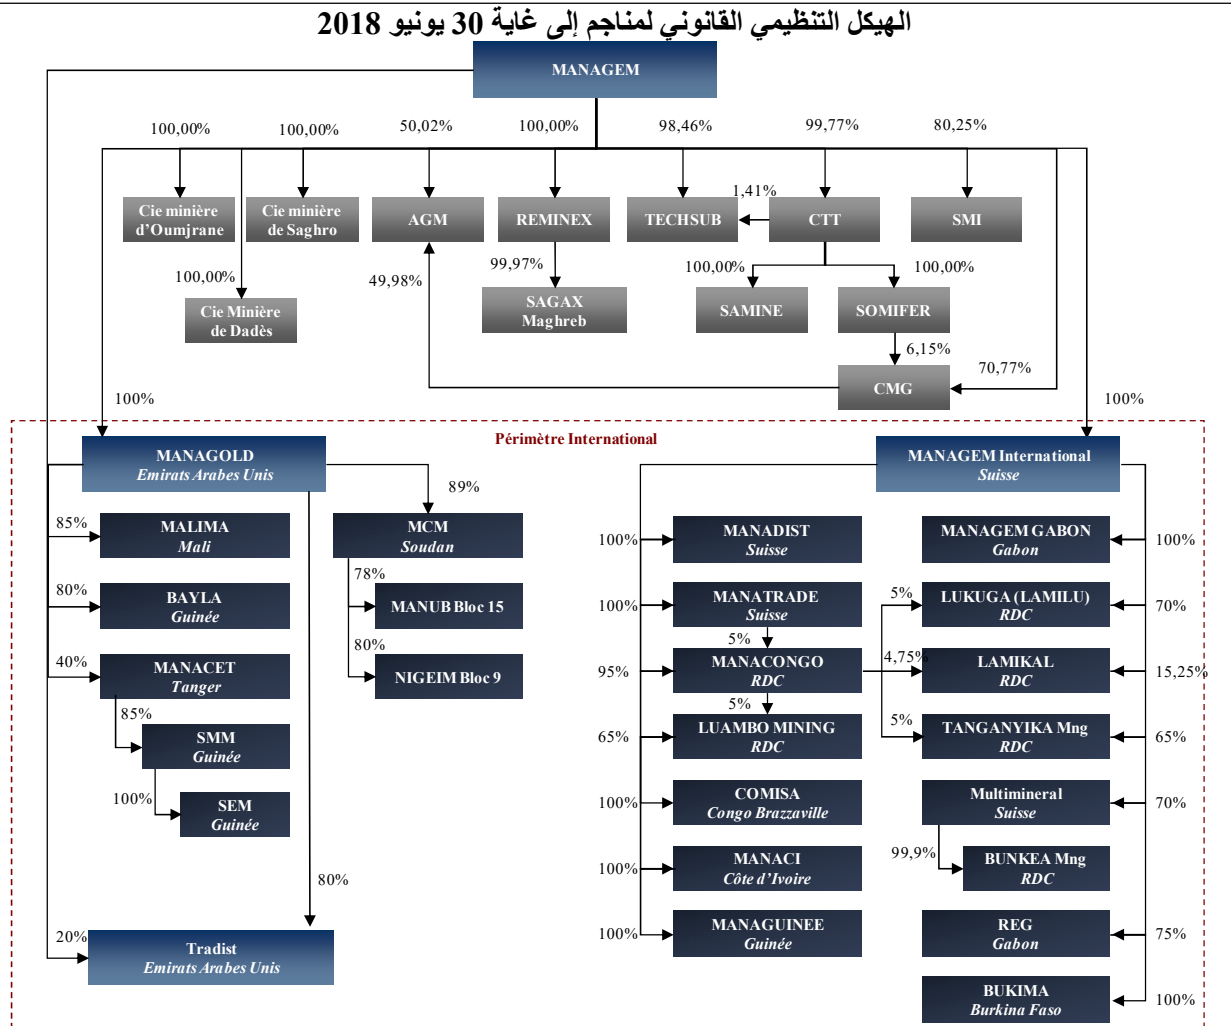 الهيكل التنظيمي القانوني لمناجم إلى غاية 30 يونيو 2018
MANAGEM
100,00%
100,00%
50,02%
100,00%
98,46%
99,77%
80,25%
1,41%
Cie minière
d'Oumjrane
Cie minière
de Saghro
AGM
REMINEX
TECHSUB
CTT
SMI
100,00%
49,98%
99,97%
100,00%
100,00%
Cie Minière
de Dadès
SAGAX
Maghreb
SAMINE
SOMIFER
6,15%
70,77%
CMG
100%
100%
Périmètre International
MANAGOLD
Emirats Arabes Unis
MANAGEM International
Suisse
89%
85%
MALIMA
Mali
MCM
Soudan
78%
80%
BAYLA
Guinée
MANUB Bloc 15
80%
40%
MANACET
Tanger
NIGEIM Bloc 9
85%
SMM
Guinée
100%
SEM
Guinée
80%
20%
Tradist
Emirats Arabes Unis
100%
MANADIST
Suisse
MANAGEM GABON
Gabon
100%
100%
MANATRADE
Suisse
5%
LUKUGA (LAMILU)
RDC
70%
5%
95%
MANACONGO
RDC
4,75%
LAMIKAL
RDC
15,25%
5%
65%
LUAMBO MINING
RDC
5%
TANGANYIKA Mng
RDC
65%
100%
COMISA
Congo Brazzaville
Multimineral
Suisse
70%
99,9%
100%
MANACI
Côte d'Ivoire
BUNKEA Mng
RDC
100%
MANAGUINEE
Guinée
REG
Gabon
75%
BUKIMA
Burkina Faso
100%